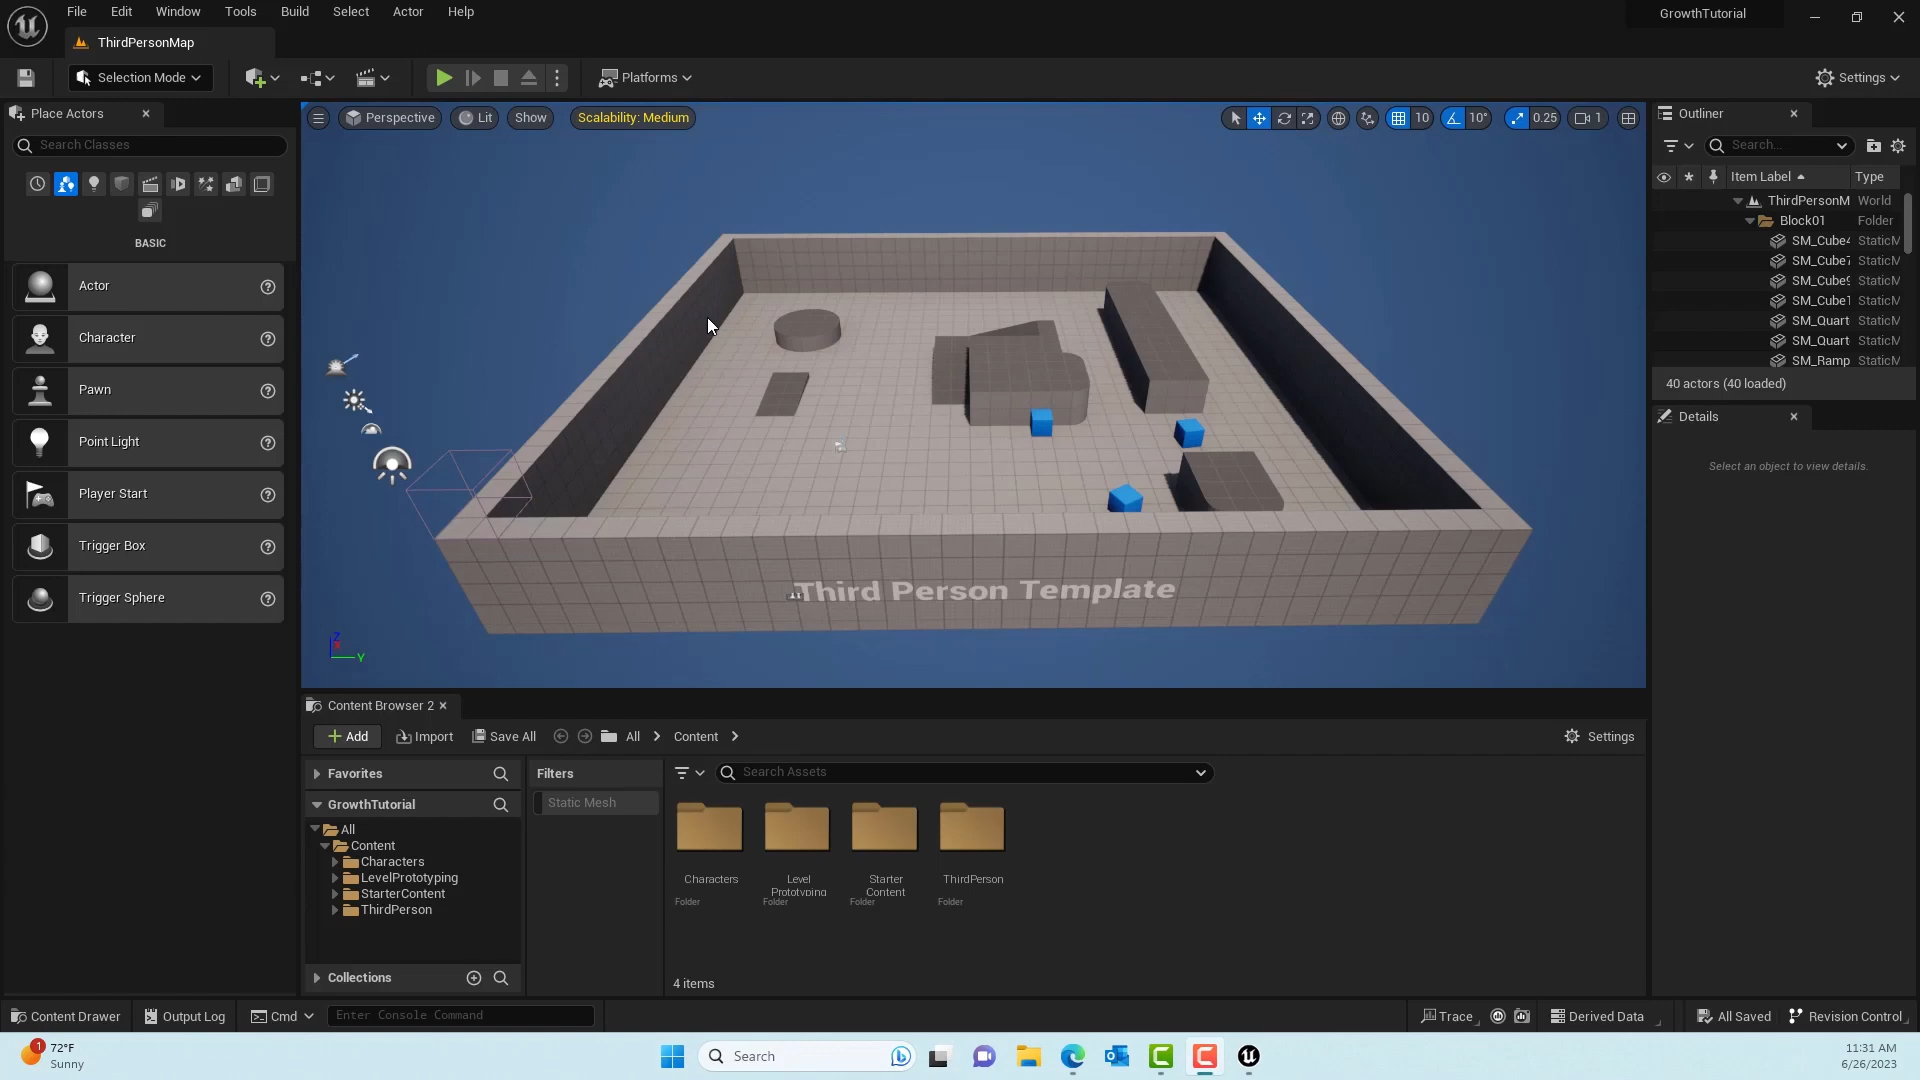 File Edit Window Tools Build Select Actor Help
GrowthTutorial
ThirdPersonMap
Selection Mode
Platforms
Settings
Place Actors
Search Classes
BASIC
Actor
Character
Pawn
Point Light
Player Start
Trigger Box
Trigger Sphere
Perspective
Lit
Show
Scalability: Medium
10
10°
0.25
1
Third Person Template
Z
X
Y
Outliner
Search...
Item Label
Type
ThirdPersonM World
Block01 Folder
SM_Cube4 StaticM
SM_Cube7 StaticM
SM_Cube9 StaticM
SM_Cube1 StaticM
SM_Quart StaticM
SM_Quart StaticM
SM_Ramp StaticM
40 actors (40 loaded)
Details
Select an object to view details.
Content Browser 2
Add
Import
Save All
All
Content
Settings
Favorites
GrowthTutorial
All
Content
Characters
LevelPrototyping
StarterContent
ThirdPerson
Collections
Filters
Static Mesh
Search Assets
Characters
Folder
Level
Prototyping
Folder
Starter
Content
Folder
ThirdPerson
Folder
4 items
Content Drawer
Output Log
Cmd
Enter Console Command
Trace
Derived Data
All Saved
Revision Control
1
72°F
Sunny
Search
11:31 AM
6/26/2023